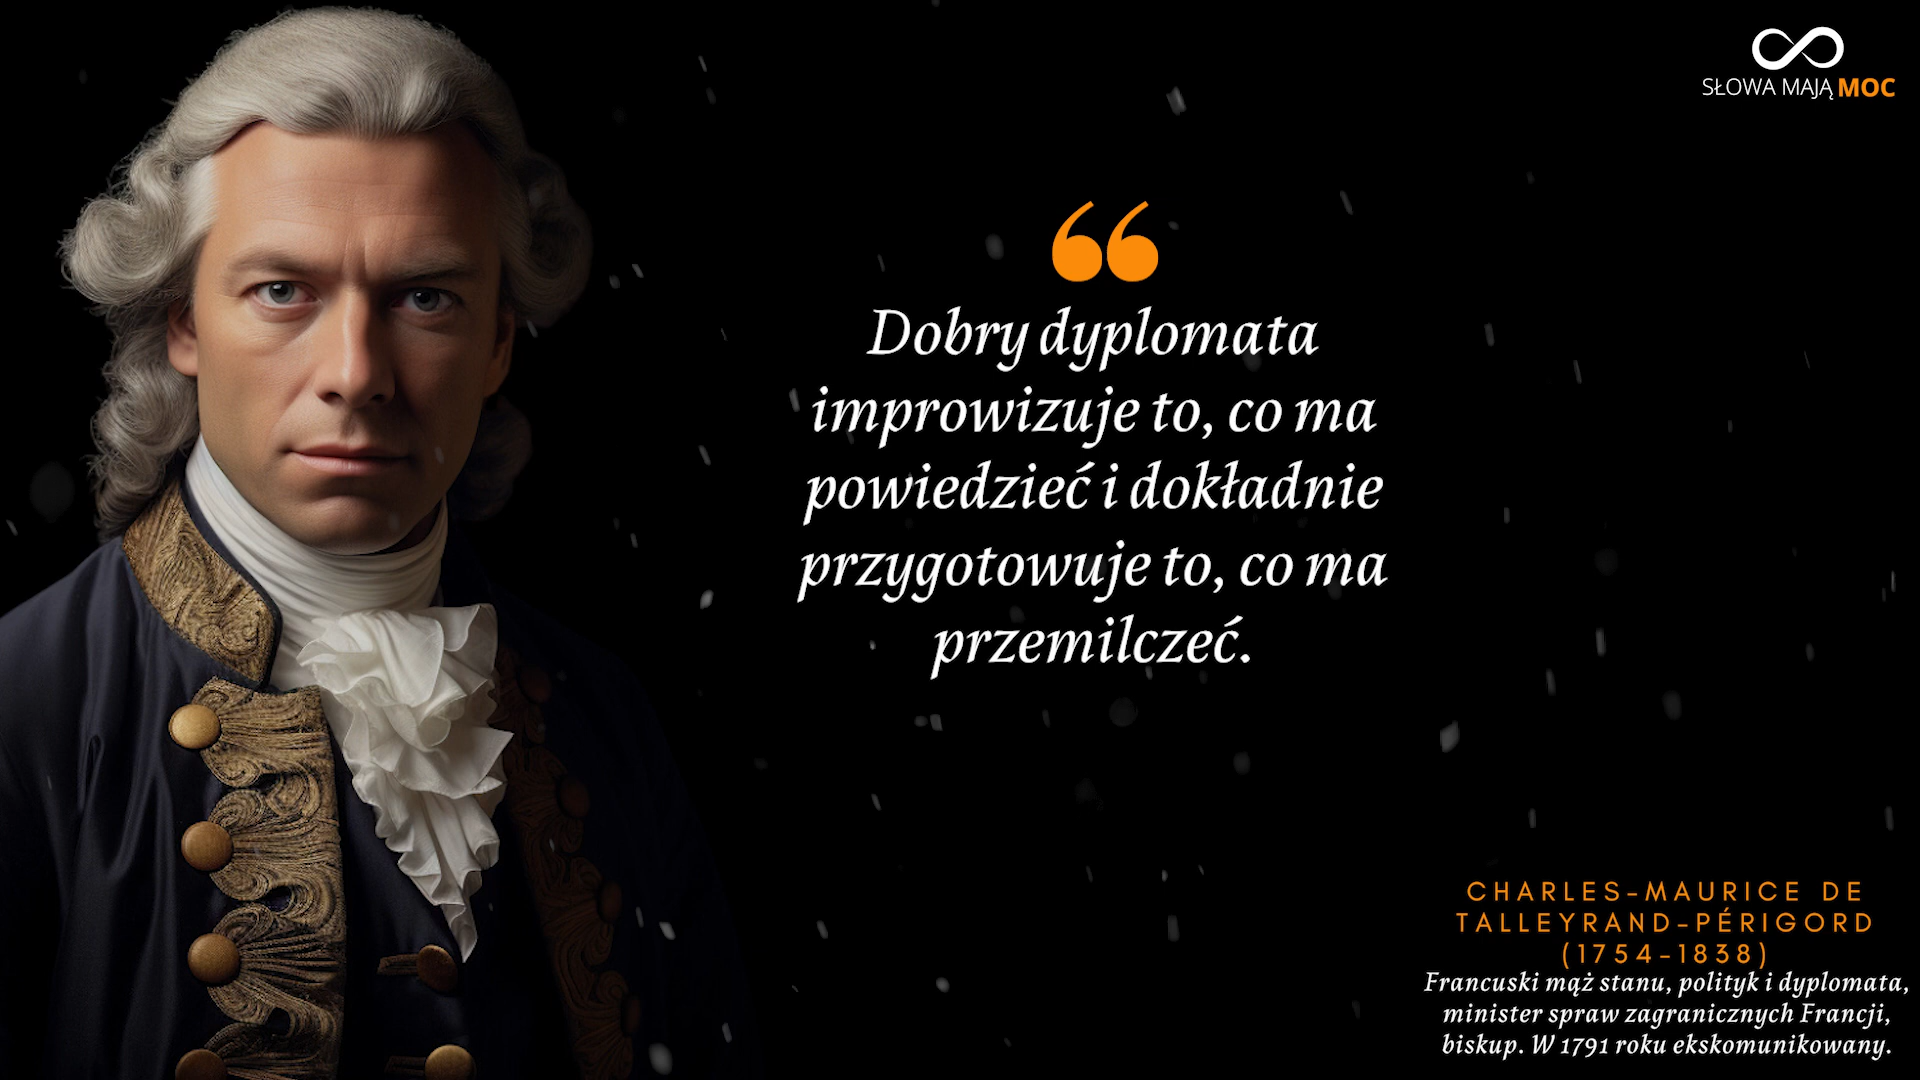 SŁOWA MAJĄ MOC
Dobry dyplomata
improwizuje to, co ma
powiedzieć i dokładnie
przygotowuje to, co ma
przemilczeć.
CHARLES-MAURICE DE
TALLEYRAND-PÉRIGORD
(1754-1838)
Francuski mąż stanu, polityk i dyplomata,
minister spraw zagranicznych Francji,
biskup. W 1791 roku ekskomunikowany.